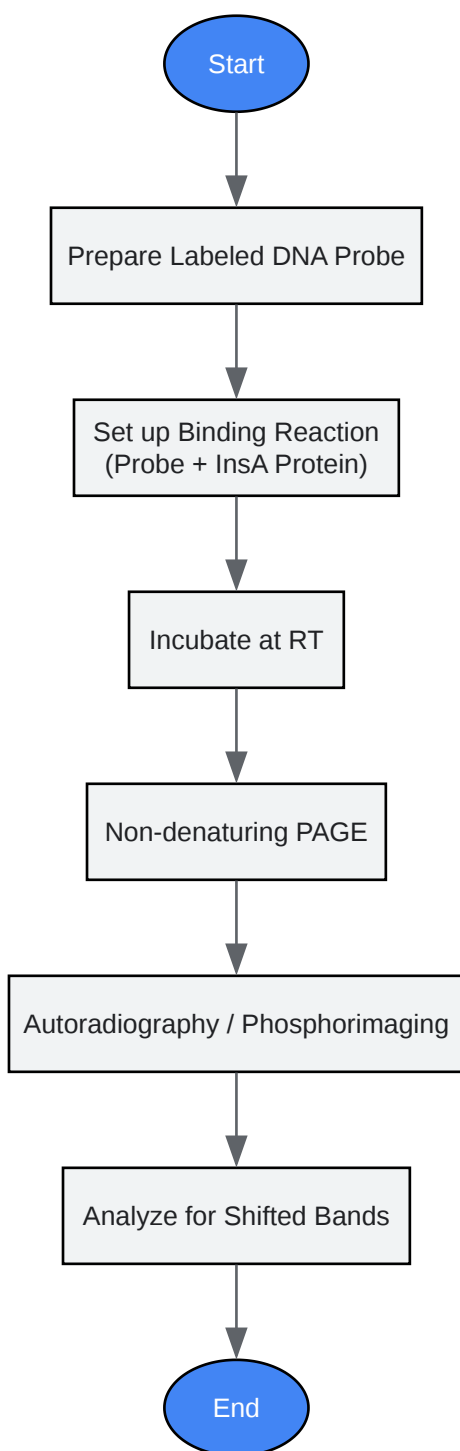 Start
Prepare Labeled DNA Probe
Set up Binding Reaction
(Probe + InsA Protein)
Incubate at RT
Non-denaturing PAGE
Autoradiography / Phosphorimaging
Analyze for Shifted Bands
End